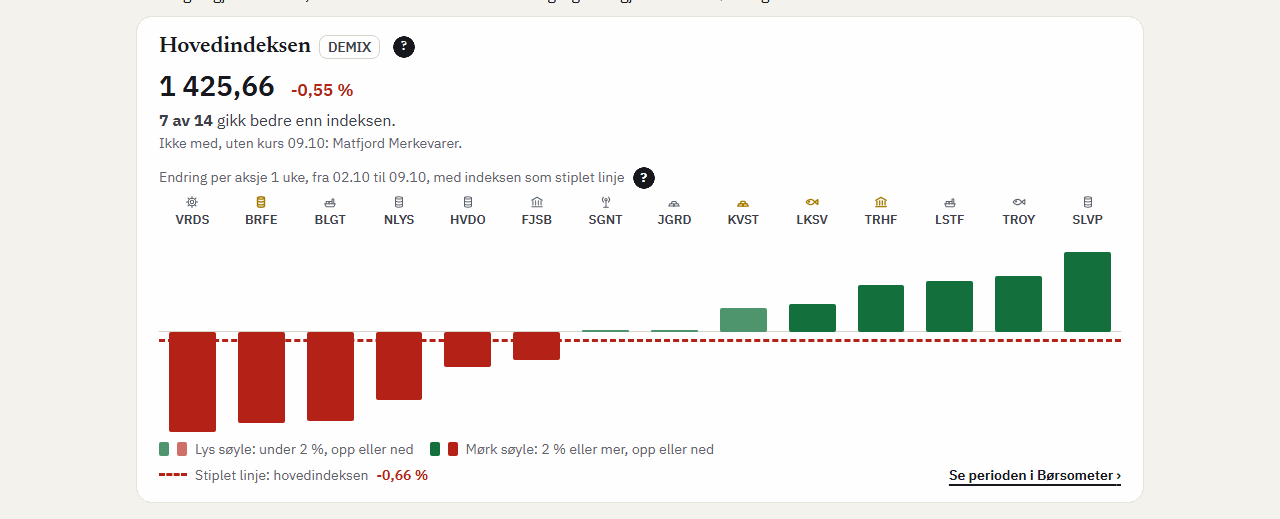 Hovedindeksen DEMIX ?
1 425,66 -0,55 %
7 av 14 gikk bedre enn indeksen.
Ikke med, uten kurs 09.10: Matfjord Merkevarer.
Endring per aksje 1 uke, fra 02.10 til 09.10, med indeksen som stiplet linje ?
VRDS BRFE BLGT NLYS HVDO FJSB SGNT JGRD KVST LKSV TRHF LSTF TROY SLVP
Lys søyle: under 2 %, opp eller ned Mørk søyle: 2 % eller mer, opp eller ned
Stiplet linje: hovedindeksen -0,66 % Se perioden i Børsometer ›